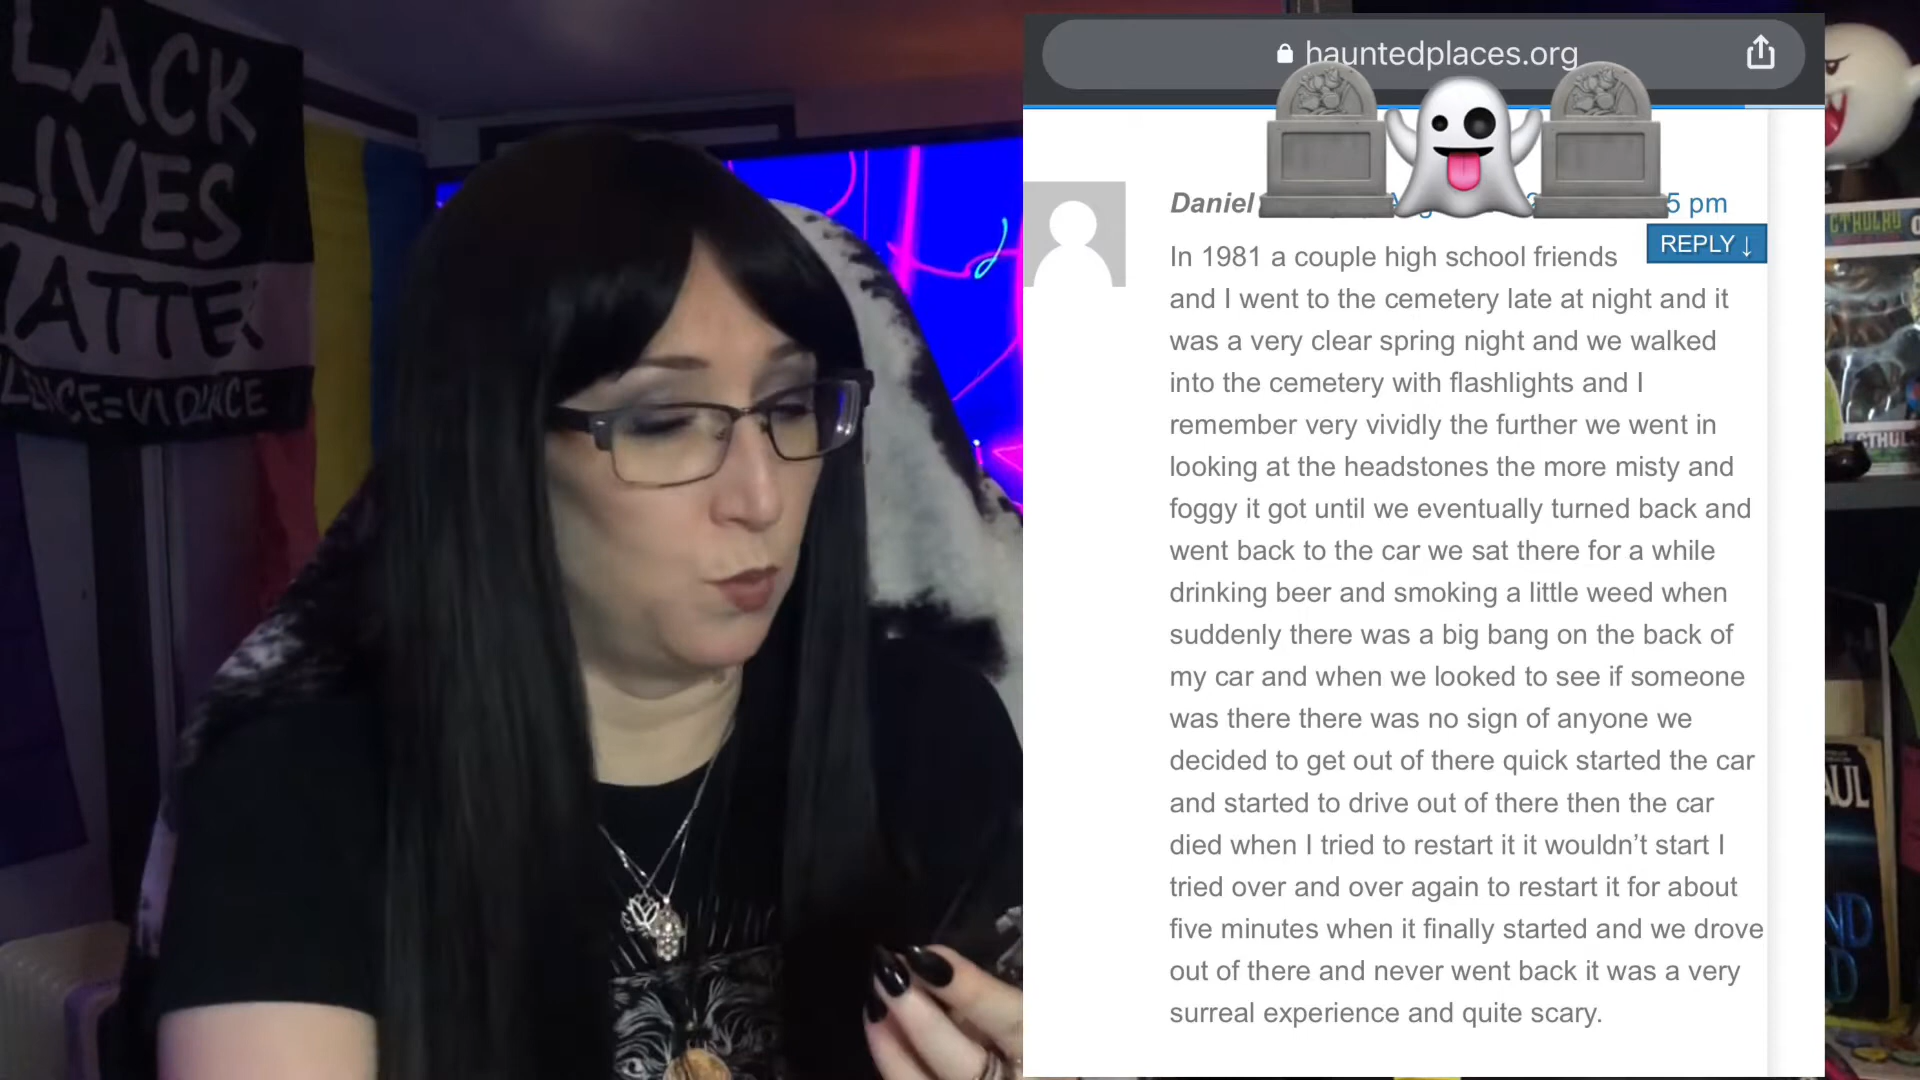 LACK
LIVES
MATTE
LENCE=VIOLENCE
hauntedplaces.org
Daniel
5 pm
REPLY ↓
In 1981 a couple high school friends
and I went to the cemetery late at night and it
was a very clear spring night and we walked
into the cemetery with flashlights and I
remember very vividly the further we went in
looking at the headstones the more misty and
foggy it got until we eventually turned back and
went back to the car we sat there for a while
drinking beer and smoking a little weed when
suddenly there was a big bang on the back of
my car and when we looked to see if someone
was there there was no sign of anyone we
decided to get out of there quick started the car
and started to drive out of there then the car
died when I tried to restart it it wouldn’t start I
tried over and over again to restart it for about
five minutes when it finally started and we drove
out of there and never went back it was a very
surreal experience and quite scary.
CTHULHU
AUL
ND